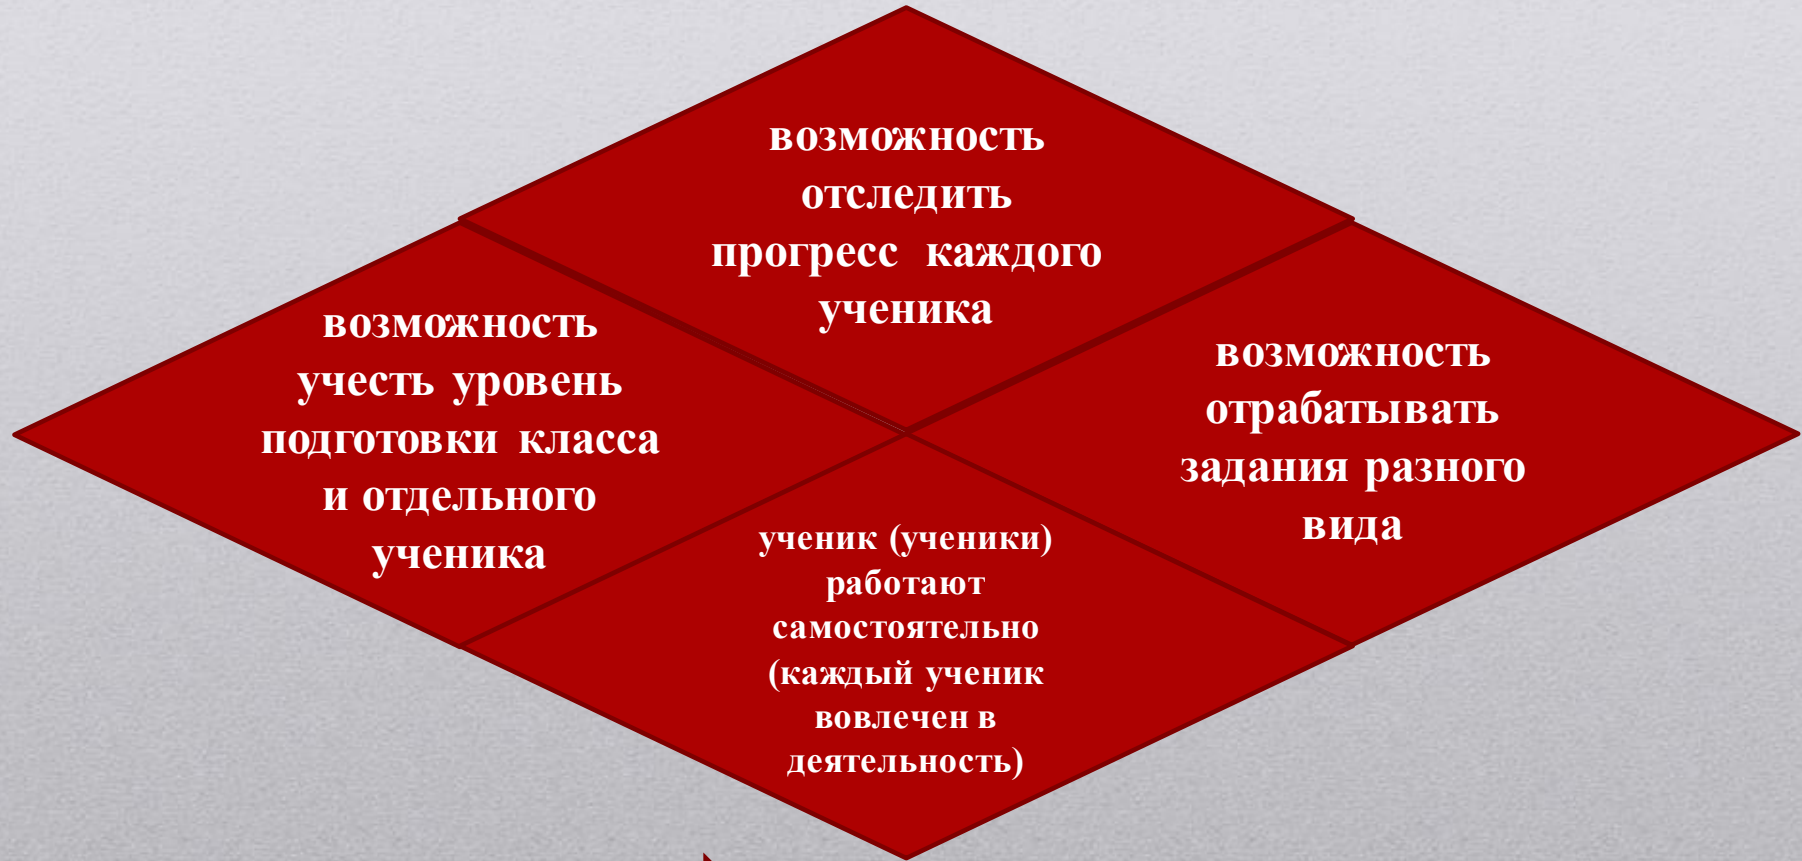 возможность
отследить
прогресс каждого
ученика
возможность
учесть уровень
подготовки класса
и отдельного
ученика
возможность
отрабатывать
задания разного
вида
ученик (ученики)
работают
самостоятельно
(каждый ученик
вовлечен в
деятельность)